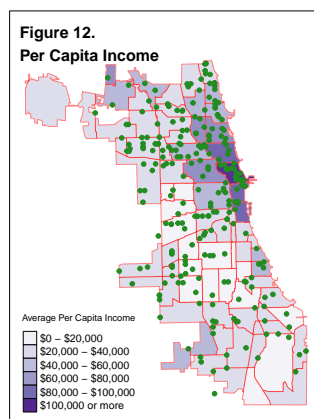 Figure 12.
Per Capita Income
Average Per Capita Income
$0 – $20,000
$20,000 – $40,000
$40,000 – $60,000
$60,000 – $80,000
$80,000 – $100,000
$100,000 or more